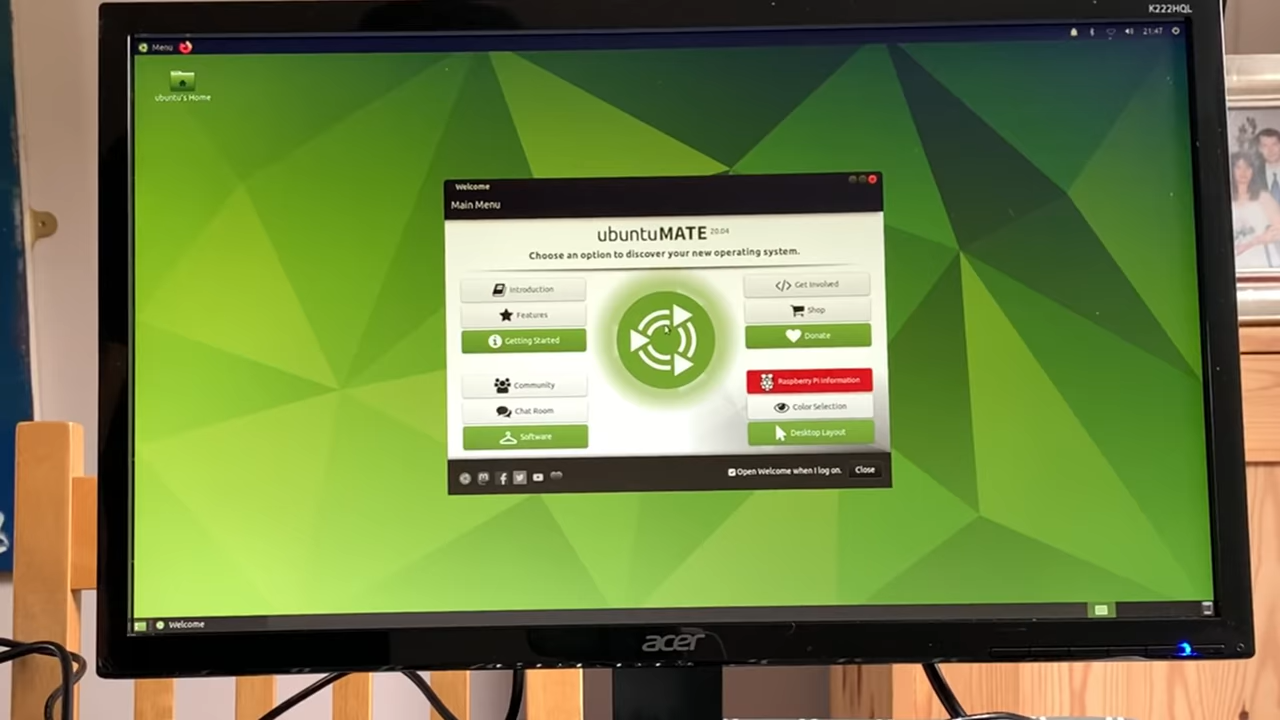 K222HQL
Menu
21:47
ubuntu's Home
Welcome
Main Menu
ubuntuMATE 20.04
Choose an option to discover your new operating system.
Introduction
Get Involved
Features
Shop
Getting Started
Donate
Community
Raspberry Pi Information
Chat Room
Color Selection
Software
Desktop Layout
Open Welcome when I log on.
Close
Welcome
acer